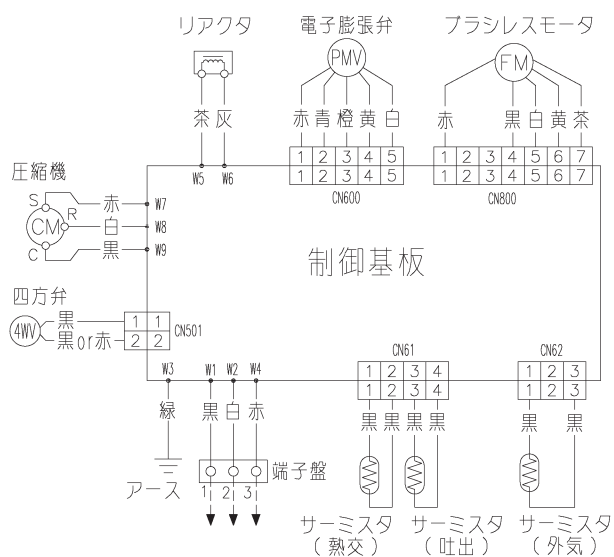 リアクタ 電子膨張弁 ブラシレスモータ
PMV FM
茶 灰 赤 青 橙 黄 白 赤 黒 白 黄 茶
1 2 3 4 5 1 2 3 4 5 6 7
1 2 3 4 5 1 2 3 4 5 6 7
W5 W6 CN600 CN800
圧縮機
S 赤 W7
CM R 白 W8
C 黒 W9
制御基板
四方弁
4WV 黒 1 1 CN501
黒or赤 2 2
CN61 CN62
W3 W1 W2 W4 1 2 3 4 1 2 3
1 2 3 4 1 2 3
緑 黒 白 赤 黒 黒 黒 黒 黒 黒
端子盤
アース 1 2 3
サーミスタ サーミスタ サーミスタ
(熱交) (吐出) (外気)